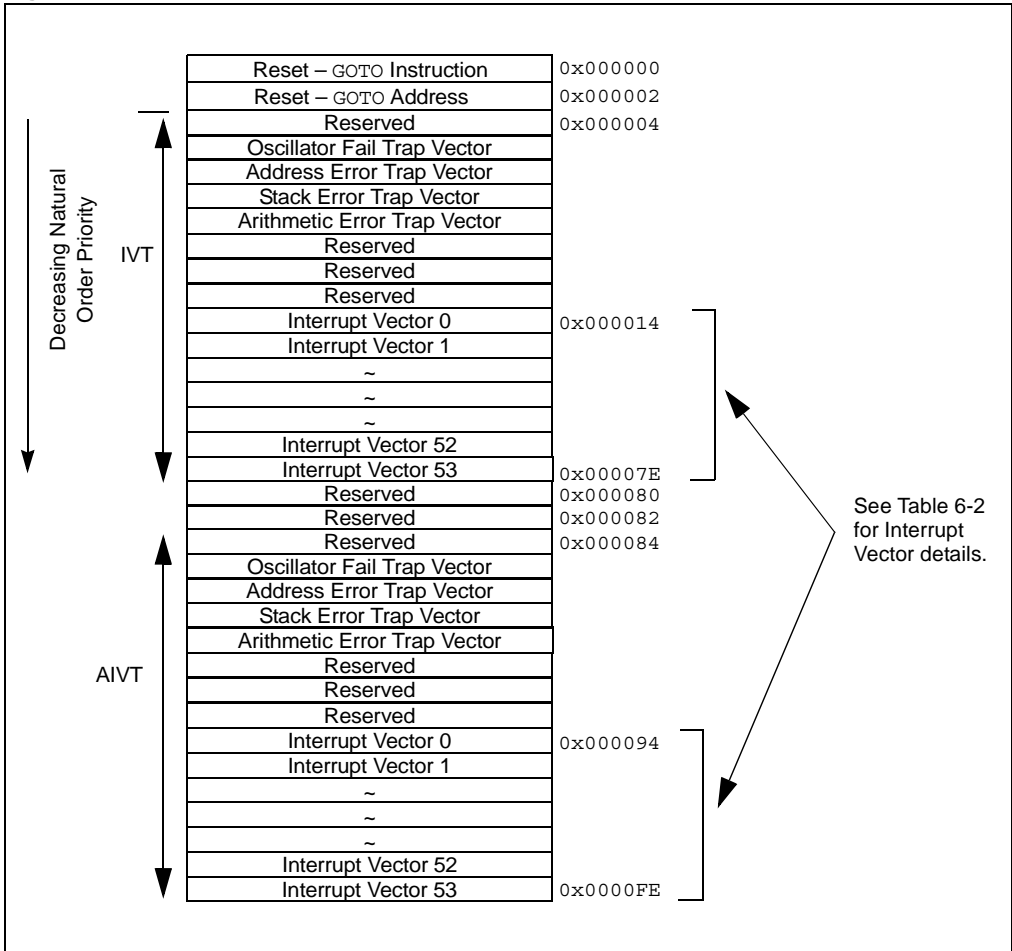 Reset – GOTO Instruction 0x000000
Reset – GOTO Address 0x000002
Reserved 0x000004
Oscillator Fail Trap Vector
Address Error Trap Vector
Stack Error Trap Vector
Arithmetic Error Trap Vector
Reserved
Reserved
Reserved
Interrupt Vector 0 0x000014
Interrupt Vector 1
~
~
~
Interrupt Vector 52
Interrupt Vector 53 0x00007E
Reserved 0x000080
Reserved 0x000082
Reserved 0x000084
Oscillator Fail Trap Vector
Address Error Trap Vector
Stack Error Trap Vector
Arithmetic Error Trap Vector
Reserved
Reserved
Reserved
Interrupt Vector 0 0x000094
Interrupt Vector 1
~
~
~
Interrupt Vector 52
Interrupt Vector 53 0x0000FE
Decreasing Natural
Order Priority
IVT
AIVT
See Table 6-2
for Interrupt
Vector details.